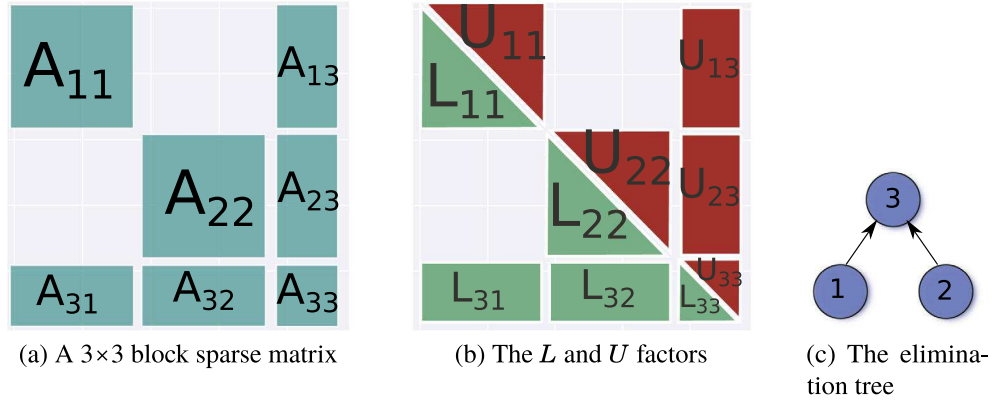 A11
A13
A22
A23
A31
A32
A33
(a) A 3×3 block sparse matrix
U11
L11
U13
U22
L22
U23
L31
L32
U33
L33
(b) The L and U factors
3
1
2
(c) The elimina-
tion tree